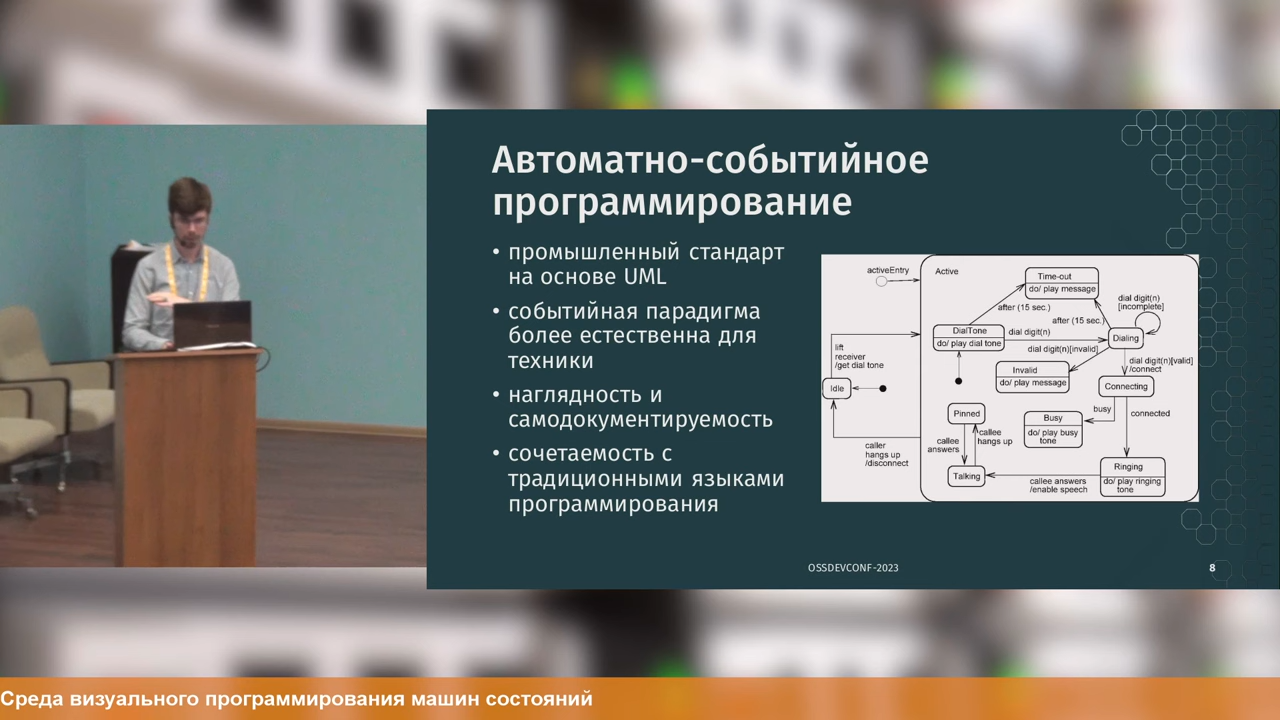 Автоматно-событийное
программирование
• промышленный стандарт
на основе UML
• событийная парадигма
более естественна для
техники
• наглядность и
самодокументируемость
• сочетаемость с
традиционными языками
программирования
activeEntry
Active
Time-out
do/ play message
after (15 sec.)
dial digit(n)
[incomplete]
after (15 sec.)
DialTone
do/ play dial tone
dial digit(n)
Dialing
dial digit(n)[invalid]
lift
receiver
/get dial tone
Invalid
do/ play message
dial digit(n)[valid]
/connect
Idle
Connecting
Pinned
Busy
do/ play busy
tone
busy
connected
callee
answers
callee
hangs up
caller
hangs up
/disconnect
Talking
callee answers
/enable speech
Ringing
do/ play ringing
tone
OSSDEVCONF-2023
8
Среда визуального программирования машин состояний